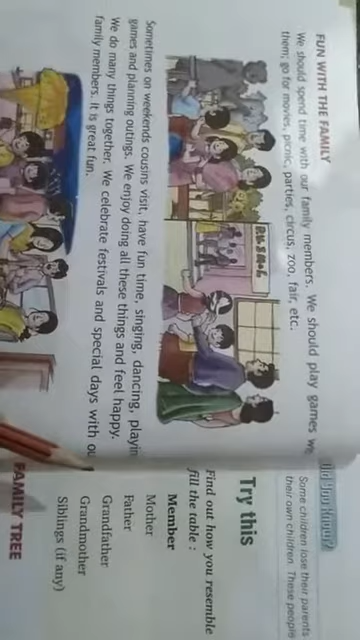 FUN WITH THE FAMILY
We should spend time with our family members. We should play games
them; go for movies, picnic, parties, circus, zoo, fair, etc.
Sometimes on weekends cousins visit, have fun time, singing, dancing,
games and planning outings. We enjoy doing all these things and feel happy.
We do many things together. We celebrate festivals and special days with
family members. It is great fun.
Did You Know?
Some children lose their parents
their own children. These people
Try this
Find out how you resemble
fill the table :
Member
Mother
Father
Grandfather
Grandmother
Siblings (if any)
FAMILY TREE